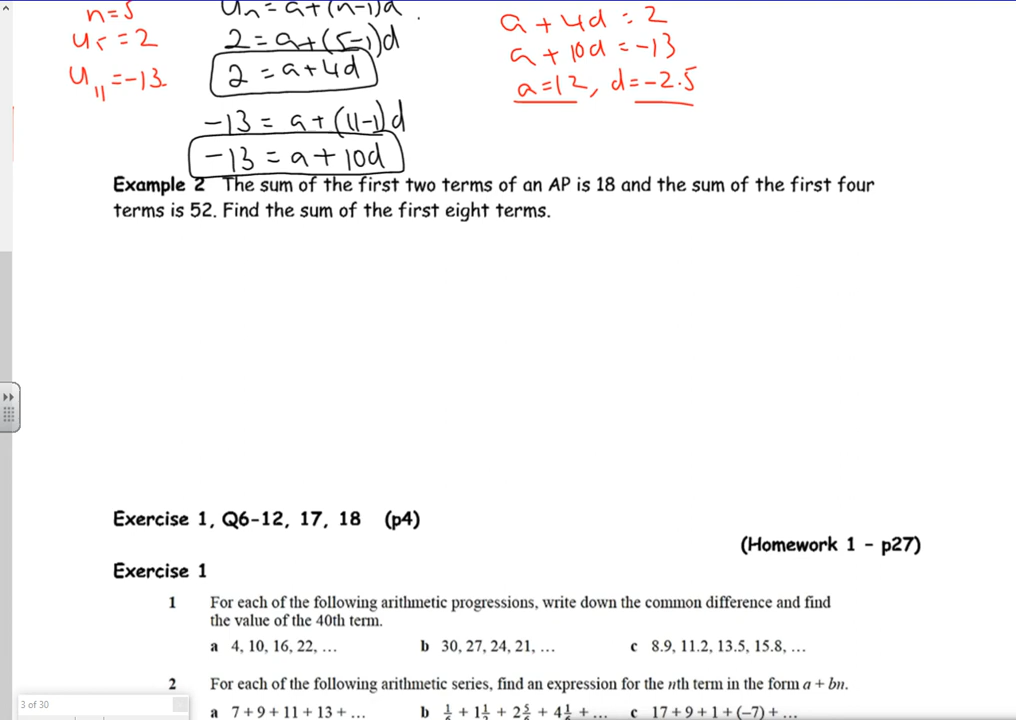 n=5
Un = a+(n-1)d
a + 4d = 2
U5 = 2
2 = a+(5-1)d
a + 10d = -13
U11 = -13
2 = a+4d
a=12, d=-2.5
-13 = a+(11-1)d
-13 = a+10d
Example 2 The sum of the first two terms of an AP is 18 and the sum of the first four
terms is 52. Find the sum of the first eight terms.
Exercise 1, Q6-12, 17, 18 (p4)
(Homework 1 - p27)
Exercise 1
1 For each of the following arithmetic progressions, write down the common difference and find
the value of the 40th term.
a 4, 10, 16, 22, … b 30, 27, 24, 21, … c 8.9, 11.2, 13.5, 15.8, …
2 For each of the following arithmetic series, find an expression for the nth term in the form a + bn.
3 of 30
a 7 + 9 + 11 + 13 + … b c 17 + 9 + 1 + (−7) + …